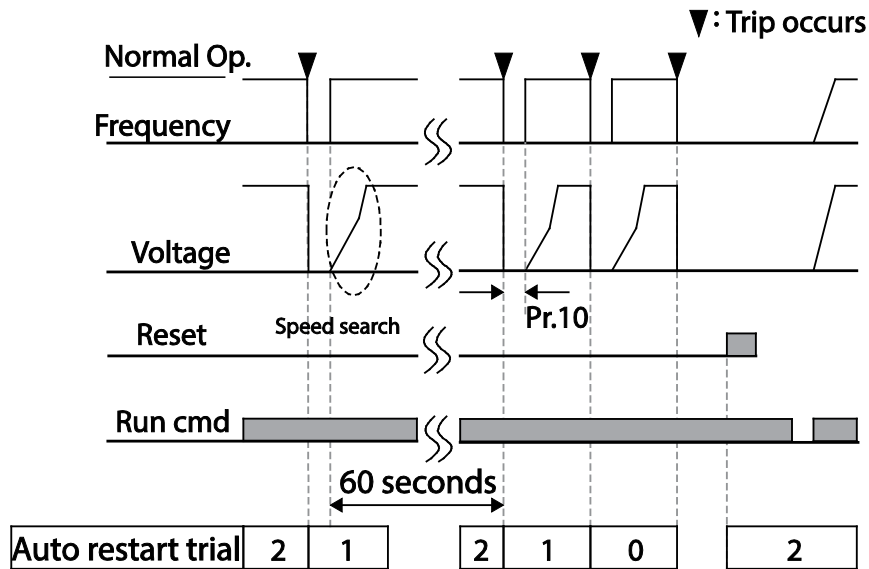 ▼: Trip occurs
Normal Op.
Frequency
Voltage
Pr.10
Speed search
Reset
Run cmd
60 seconds
Auto restart trial 2 1 2 1 0 2